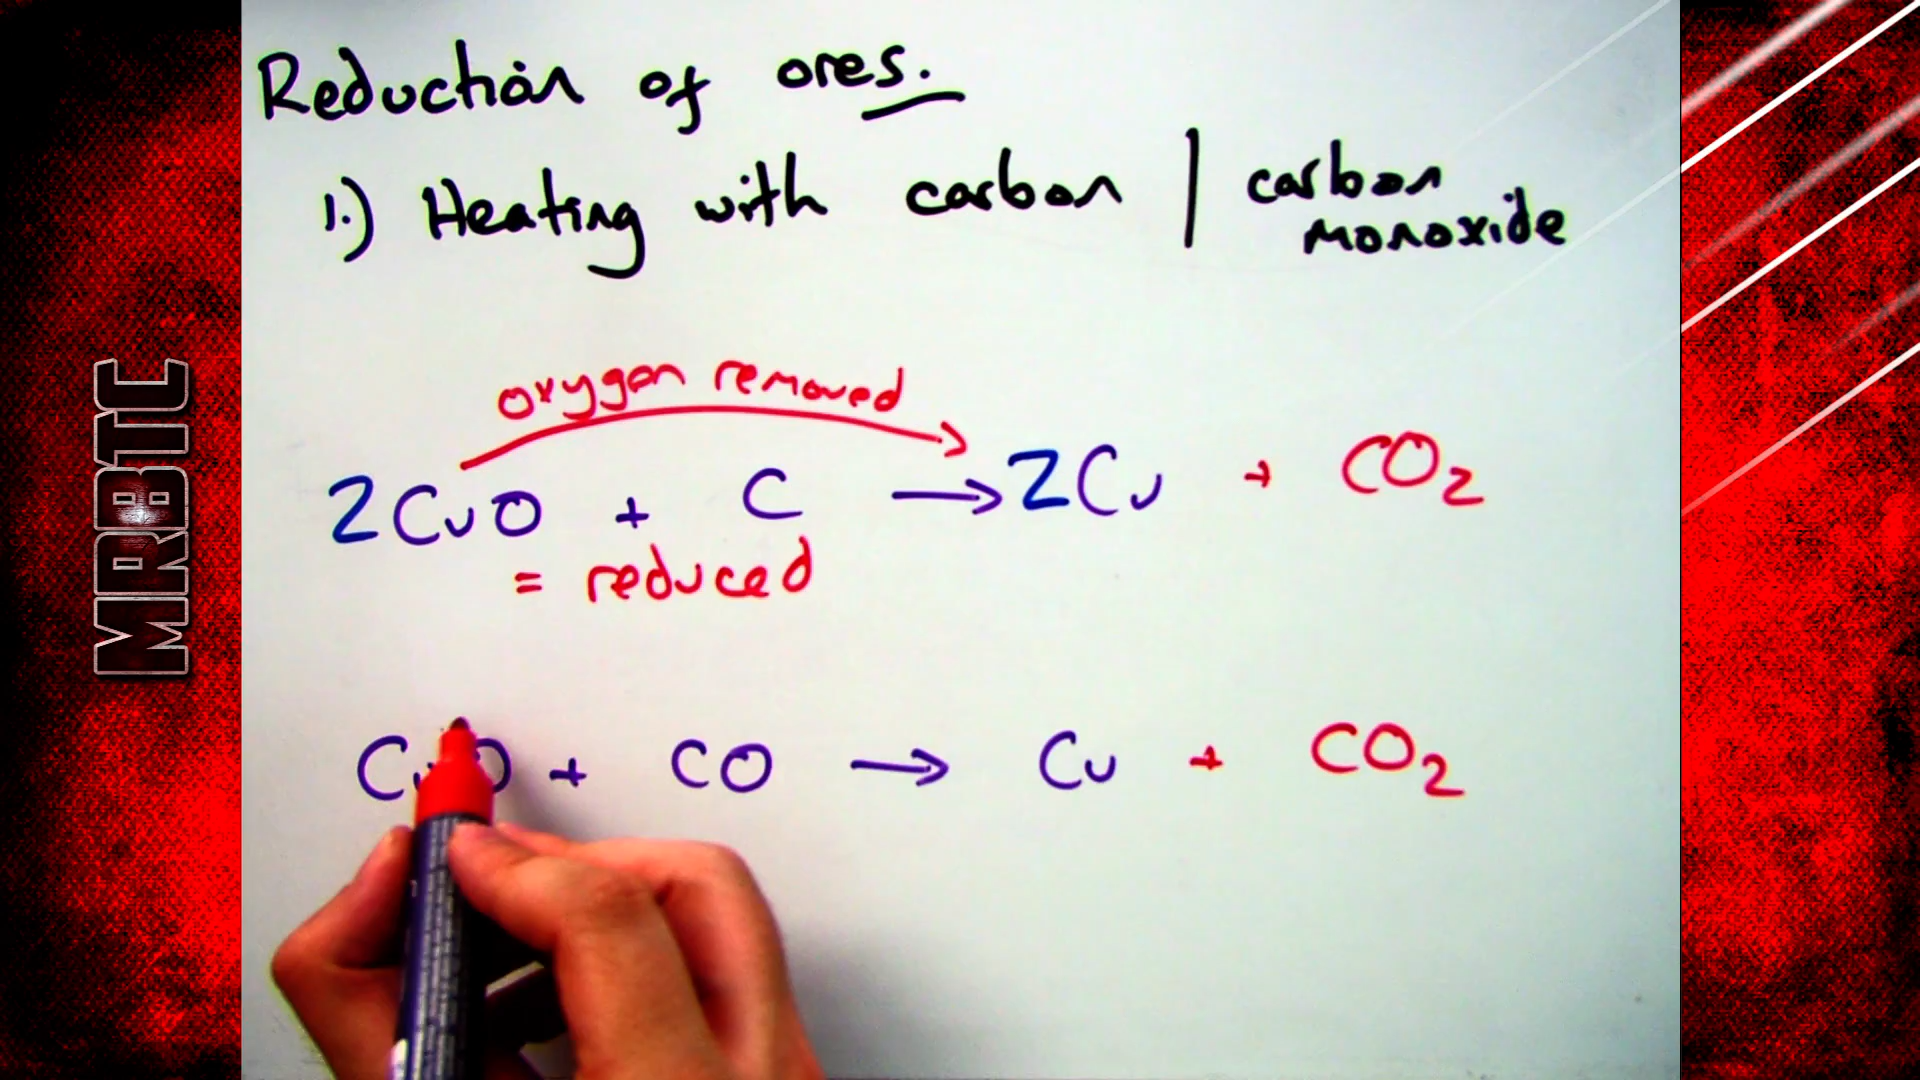 Reduction of ores.
1.) Heating with carbon | carbon
monoxide
oxygen removed
2CuO + C → 2Cu + CO₂
= reduced
CuO + CO → Cu + CO₂
MRBTC